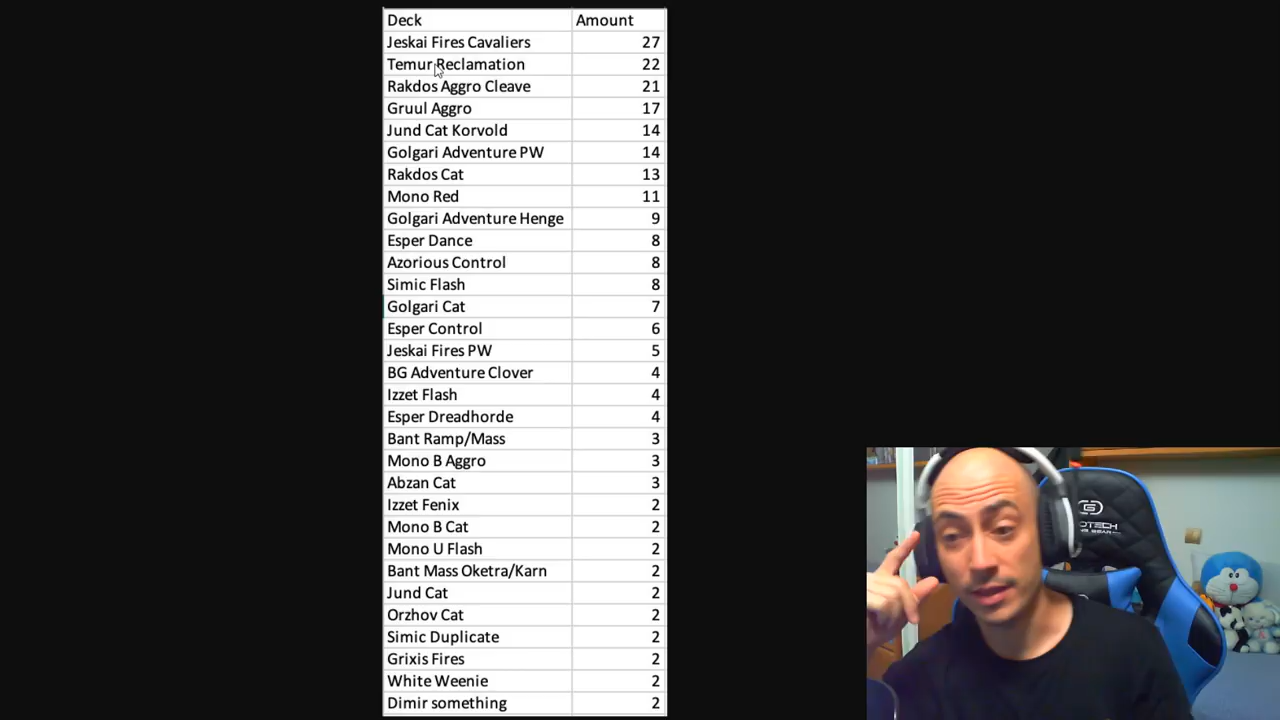 Deck Amount
Jeskai Fires Cavaliers 27
Temur Reclamation 22
Rakdos Aggro Cleave 21
Gruul Aggro 17
Jund Cat Korvold 14
Golgari Adventure PW 14
Rakdos Cat 13
Mono Red 11
Golgari Adventure Henge 9
Esper Dance 8
Azorious Control 8
Simic Flash 8
Golgari Cat 7
Esper Control 6
Jeskai Fires PW 5
BG Adventure Clover 4
Izzet Flash 4
Esper Dreadhorde 4
Bant Ramp/Mass 3
Mono B Aggro 3
Abzan Cat 3
Izzet Fenix 2
Mono B Cat 2
Mono U Flash 2
Bant Mass Oketra/Karn 2
Jund Cat 2
Orzhov Cat 2
Simic Duplicate 2
Grixis Fires 2
White Weenie 2
Dimir something 2